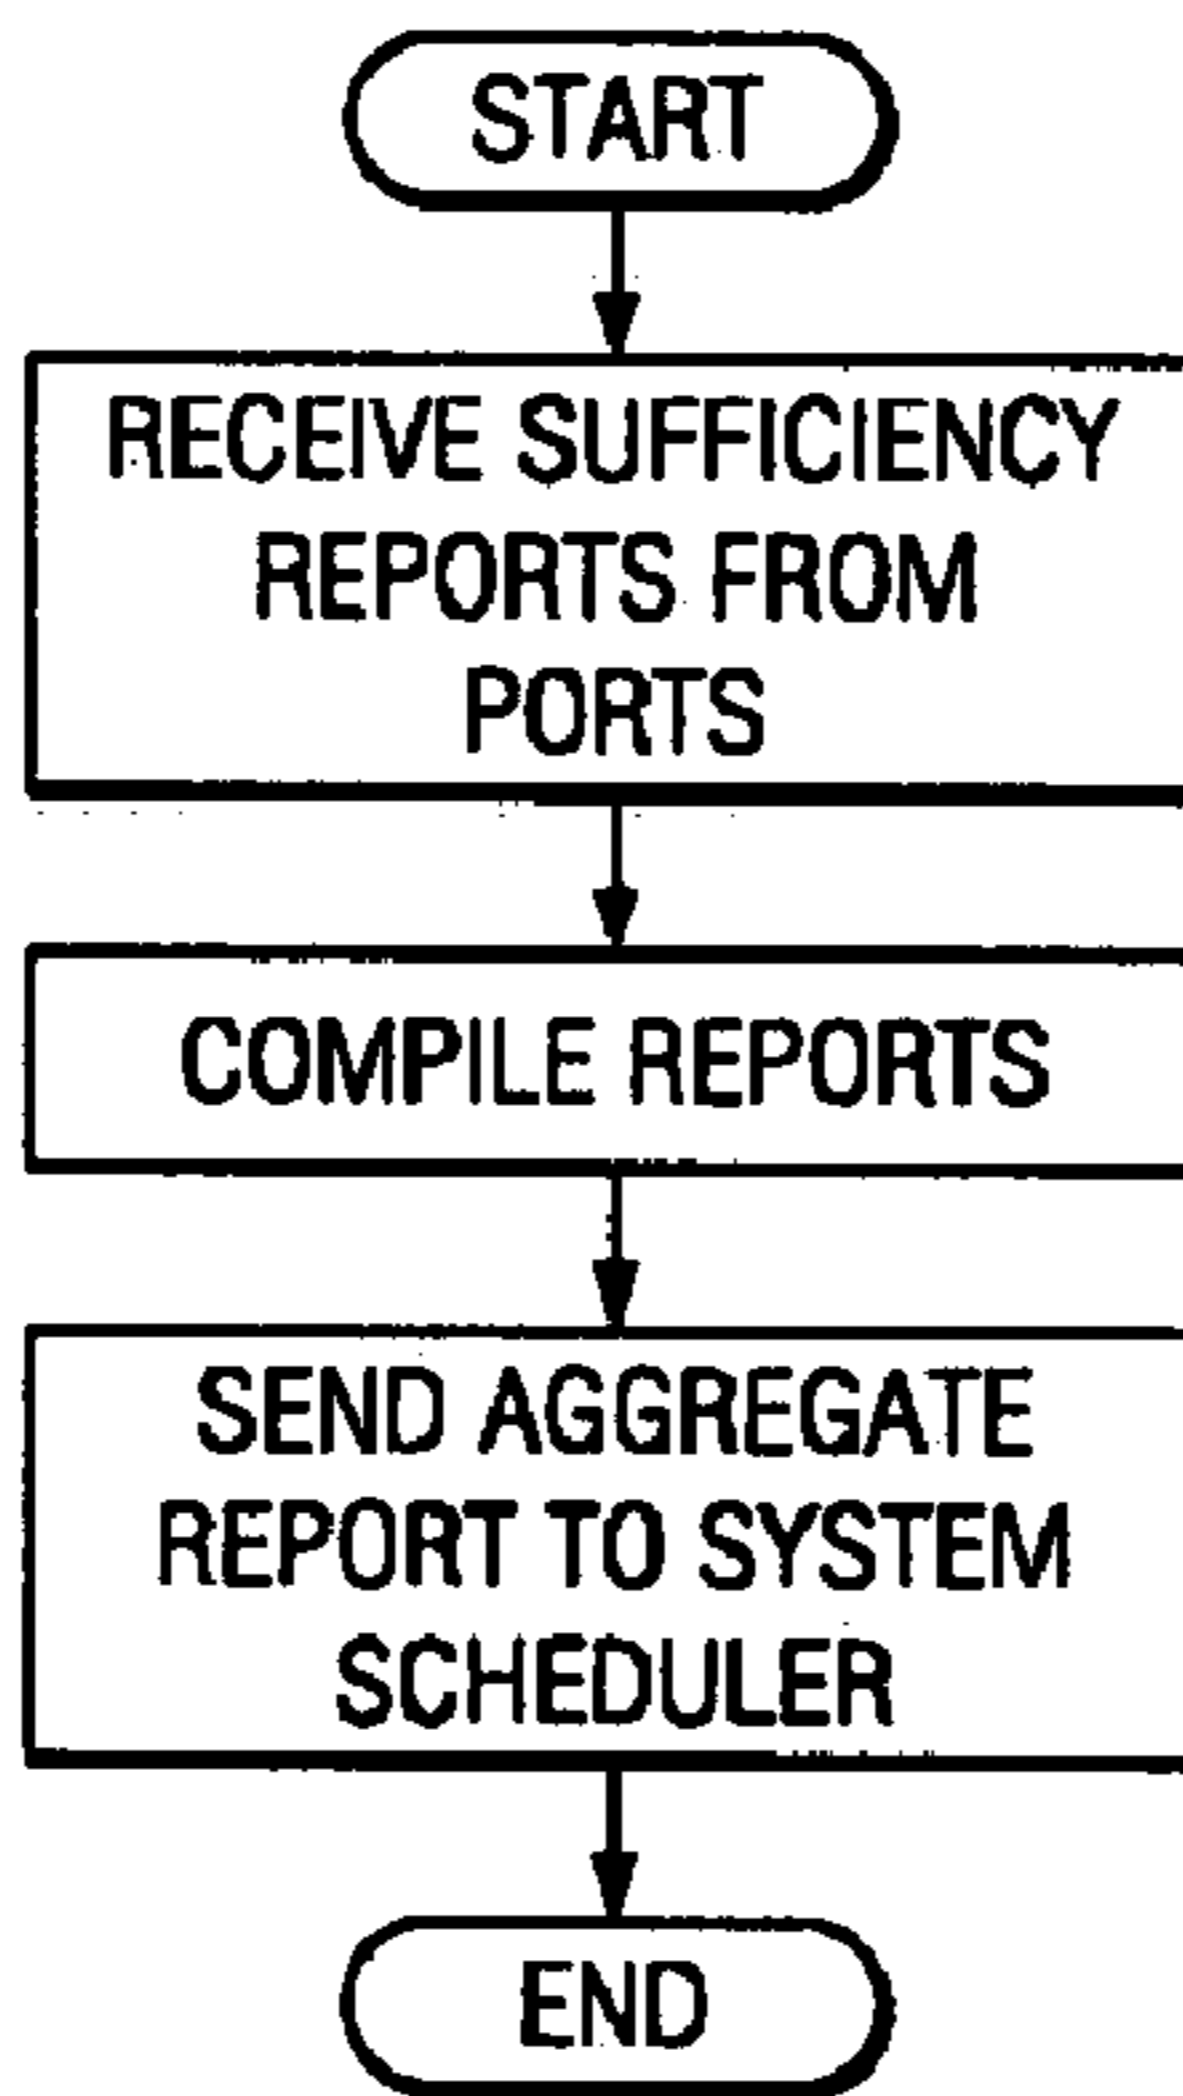 START
RECEIVE SUFFICIENCY
REPORTS FROM
PORTS
COMPILE REPORTS
SEND AGGREGATE
REPORT TO SYSTEM
SCHEDULER
END